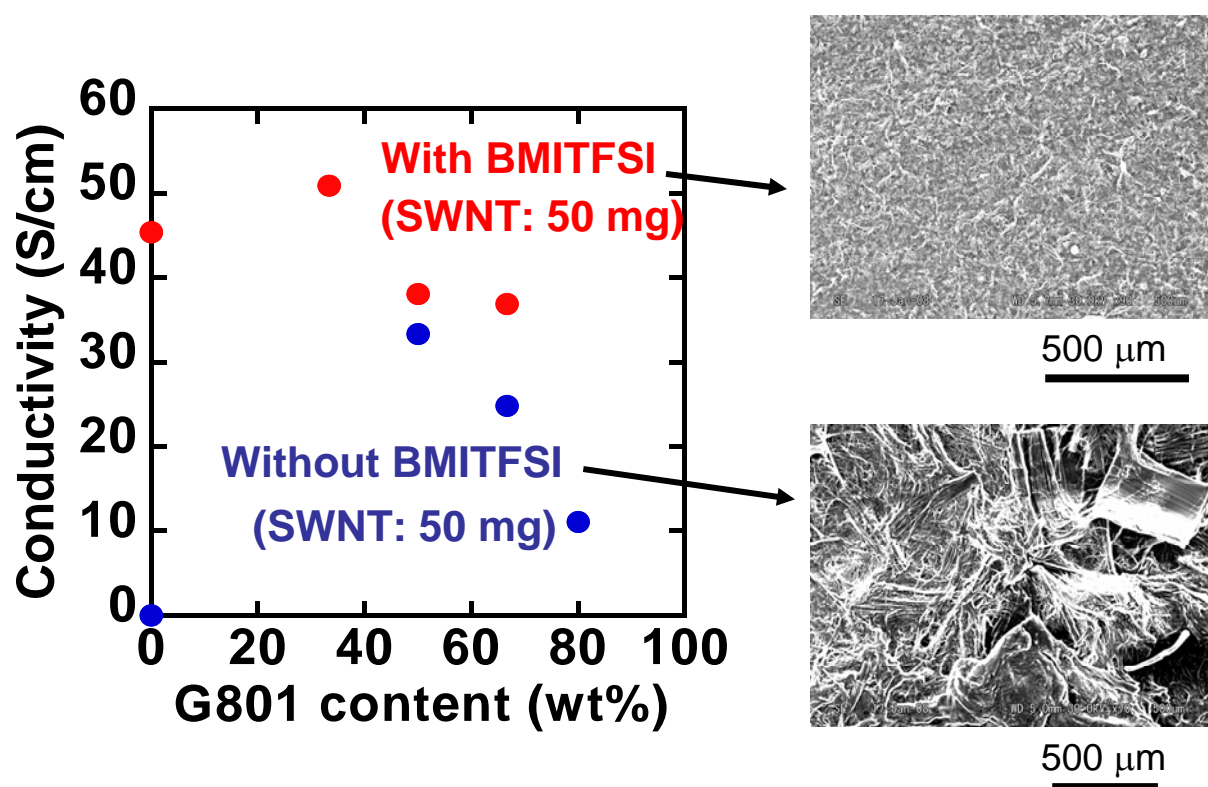 60
50
40
30
20
10
0
0 20 40 60 80 100
Conductivity (S/cm)
G801 content (wt%)
With BMITFSI
(SWNT: 50 mg)
Without BMITFSI
(SWNT: 50 mg)
500 μm
500 μm